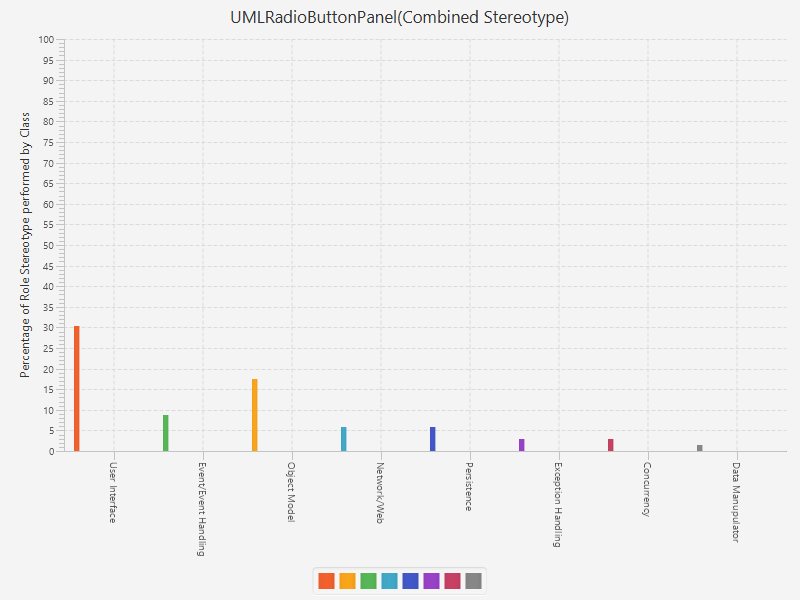 UMLRadioButtonPanel(Combined Stereotype)
Percentage of Role Stereotype performed by Class
100
95
90
85
80
75
70
65
60
55
50
45
40
35
30
25
20
15
10
5
0
User Interface
Event/Event Handling
Object Model
Network/Web
Persistence
Exception Handling
Concurrency
Data Manupulator